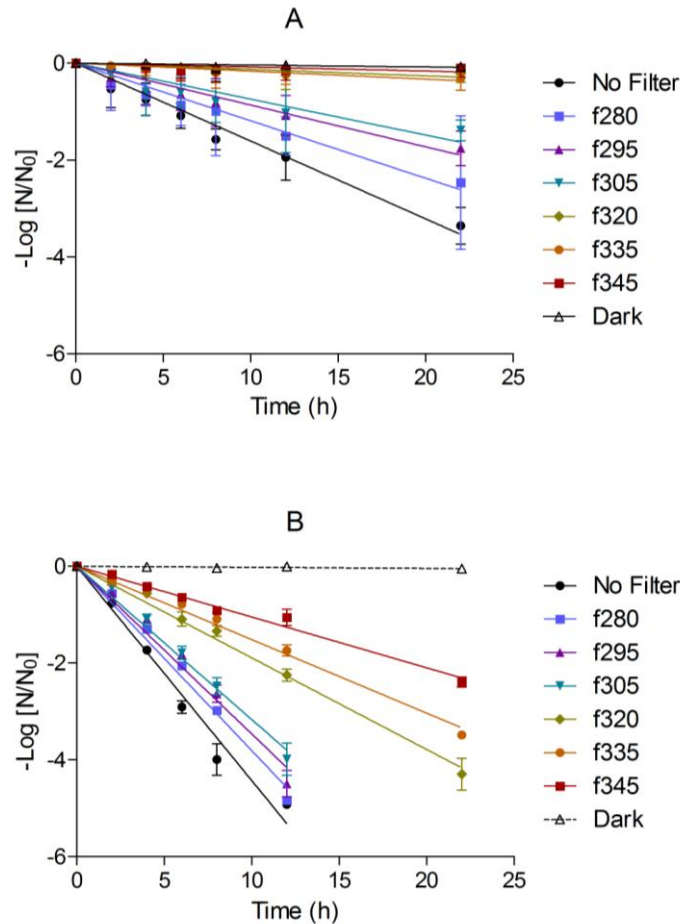 A
0
-2
-4
-6
-Log [N/N₀]
0 5 10 15 20 25
Time (h)
No Filter
f280
f295
f305
f320
f335
f345
Dark
B
0
-2
-4
-6
-Log [N/N₀]
0 5 10 15 20 25
Time (h)
No Filter
f280
f295
f305
f320
f335
f345
Dark